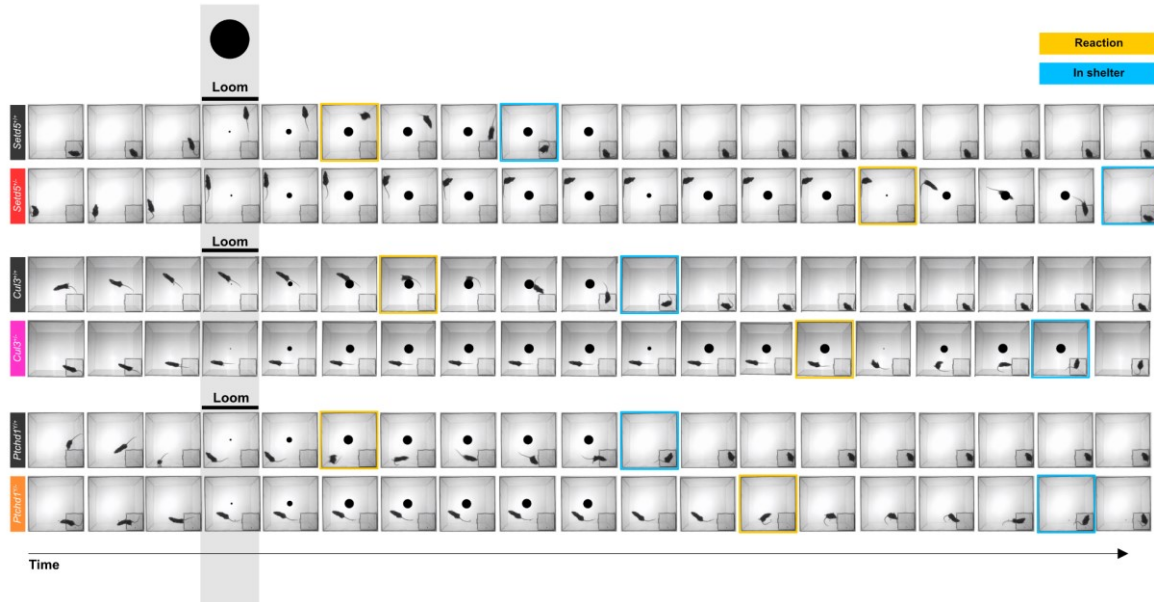 Reaction
In shelter
Loom
Setd5+/+
Setd5+/-
Loom
Cul3+/+
Cul3+/-
Loom
Ptchd1Y/+
Ptchd1Y/-
Time